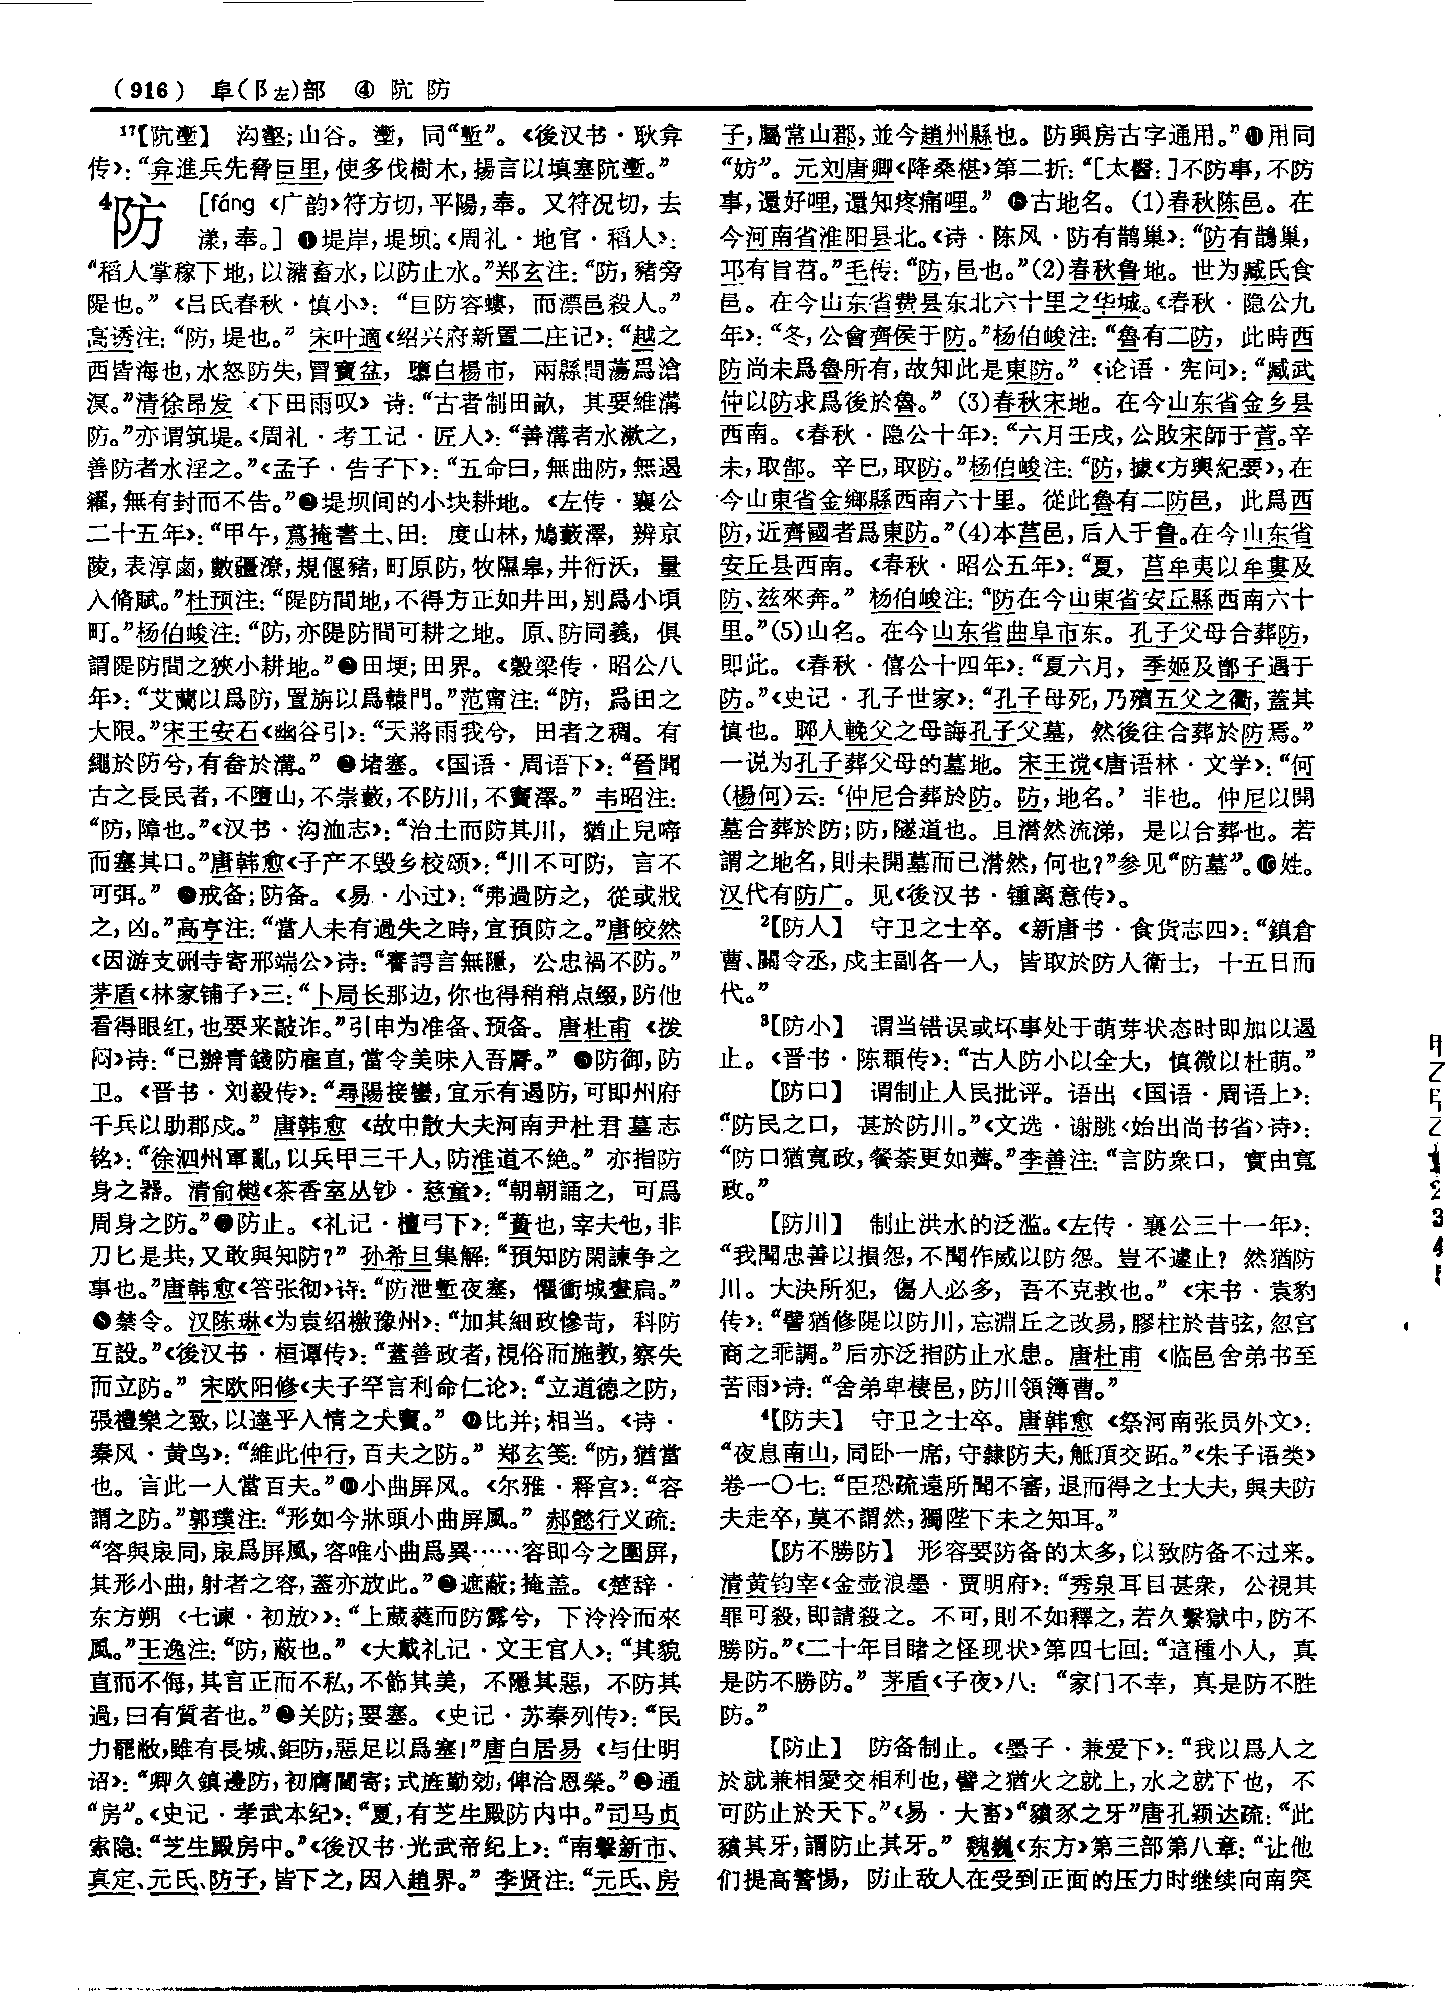 (916) 阜(阝左)部 ④ 阬 防
¹⁷【阬壍】 沟壑;山谷。壍,同“塹”。《後汉书·耿弇
传》:“弇進兵先脅巨里,使多伐樹木,揚言以填塞阬壍。”
⁴防 [fáng《广韵》符方切,平陽,奉。又符況切,去
漾,奉。] ❶堤岸,堤坝。《周礼·地官·稻人》:
“稻人掌稼下地,以瀦畜水,以防止水。”郑玄注:“防,豬旁
隄也。”《吕氏春秋·慎小》:“巨防容螻,而漂邑殺人。”
高诱注:“防,堤也。”宋叶適《绍兴府新置二庄记》:“越之
西皆海也,水怒防失,冒竇盆,墮白楊市,兩縣間蕩爲滄
溟。”清徐昂发《下田雨叹》诗:“古者制田畝,其要維溝
防。”亦谓筑堤。《周礼·考工记·匠人》:“善溝者水漱之,
善防者水淫之。”《孟子·告子下》:“五命曰,無曲防,無遏
糴,無有封而不告。”❷堤坝间的小块耕地。《左传·襄公
二十五年》:“甲午,蔿掩書土、田:度山林,鳩藪澤,辨京
陵,表淳鹵,數疆潦,規偃豬,町原防,牧隰皋,井衍沃,量
入脩賦。”杜预注:“隄防間地,不得方正如井田,别爲小頃
町。”杨伯峻注:“防,亦隄防間可耕之地。原、防同義,俱
謂隄防間之狹小耕地。”❸田埂;田界。《穀梁传·昭公八
年》:“艾蘭以爲防,置旃以爲轅門。”范甯注:“防,爲田之
大限。”宋王安石《幽谷引》:“天將雨我兮,田者之稠。有
繩於防兮,有畚於溝。”❹堵塞。《国语·周语下》:“晉聞
古之長民者,不墮山,不崇藪,不防川,不竇澤。”韦昭注:
“防,障也。”《汉书·沟洫志》:“治土而防其川,猶止兒啼
而塞其口。”唐韩愈《子产不毁乡校颂》:“川不可防,言不
可弭。”❺戒备;防备。《易·小过》:“弗過防之,從或戕
之,凶。”高亨注:“當人未有過失之時,宜預防之。”唐皎然
《因游支硎寺寄邢端公》诗:“謇諤言無隱,公忠禍不防。”
茅盾《林家铺子》三:“卜局长那边,你也得稍稍点缀,防他
看得眼红,也要来敲诈。”引申为准备、预备。唐杜甫《拨
闷》诗:“已辦青錢防雇直,當令美味入吾脣。”❻防御,防
卫。《晋书·刘毅传》:“尋陽接蠻,宜示有遏防,可即州府
千兵以助郡戍。”唐韩愈《故中散大夫河南尹杜君墓志
铭》:“徐泗州軍亂,以兵甲三千人,防淮道不絶。”亦指防
身之器。清俞樾《茶香室丛钞·慈童》:“朝朝誦之,可爲
周身之防。”❼防止。《礼记·檀弓下》:“蕢也,宰夫也,非
刀匕是共,又敢與知防?”孙希旦集解:“預知防閑諫争之
事也。”唐韩愈《答张彻》诗:“防泄塹夜塞,懼衝城晝扃。”
❽禁令。汉陈琳《为袁绍檄豫州》:“加其細政慘苛,科防
互設。”《後汉书·桓谭传》:“蓋善政者,視俗而施教,察失
而立防。”宋欧阳修《夫子罕言利命仁论》:“立道德之防,
張禮樂之致,以達乎人情之大竇。”❾比并;相当。《诗·
秦风·黄鸟》:“維此仲行,百夫之防。”郑玄笺:“防,猶當
也。言此一人當百夫。”❿小曲屏风。《尔雅·释宫》:“容
謂之防。”郭璞注:“形如今牀頭小曲屏風。”郝懿行义疏:
“容與扆同,扆爲屏風,容唯小曲爲異……容即今之圍屏,
其形小曲,射者之容,蓋亦放此。”⓫遮蔽;掩盖。《楚辞·
东方朔〈七谏·初放〉》:“上葳蕤而防露兮,下泠泠而來
風。”王逸注:“防,蔽也。”《大戴礼记·文王官人》:“其貌
直而不侮,其言正而不私,不飾其美,不隱其惡,不防其
過,曰有質者也。”⓬关防;要塞。《史记·苏秦列传》:“民
力罷敝,雖有長城、鉅防,惡足以爲塞!”唐白居易《与仕明
诏》:“卿久鎮邊防,初膺閫寄;式旌勤効,俾洽恩榮。”⓭通
“房”。《史记·孝武本纪》:“夏,有芝生殿防内中。”司马贞
索隐:“芝生殿房中。”《後汉书·光武帝纪上》:“南擊新市、
真定、元氏、防子,皆下之,因入趙界。”李贤注:“元氏、房
子,屬常山郡,並今趙州縣也。防與房古字通用。”⓮用同
“妨”。元刘唐卿《降桑椹》第二折:“[太醫:]不防事,不防
事,還好哩,還知疼痛哩。”⓯古地名。(1)春秋陈邑。在
今河南省淮阳县北。《诗·陈风·防有鹊巢》:“防有鵲巢,
邛有旨苕。”毛传:“防,邑也。”(2)春秋鲁地。世为臧氏食
邑。在今山东省费县东北六十里之华城。《春秋·隐公九
年》:“冬,公會齊侯于防。”杨伯峻注:“魯有二防,此時西
防尚未爲魯所有,故知此是東防。”《论语·宪问》:“臧武
仲以防求爲後於魯。”(3)春秋宋地。在今山东省金乡县
西南。《春秋·隐公十年》:“六月壬戌,公敗宋師于菅。辛
未,取郜。辛巳,取防。”杨伯峻注:“防,據《方輿紀要》,在
今山東省金鄉縣西南六十里。從此魯有二防邑,此爲西
防,近齊國者爲東防。”(4)本莒邑,后入于鲁。在今山东省
安丘县西南。《春秋·昭公五年》:“夏,莒牟夷以牟婁及
防、兹來奔。”杨伯峻注:“防在今山東省安丘縣西南六十
里。”(5)山名。在今山东省曲阜市东。孔子父母合葬防,
即此。《春秋·僖公十四年》:“夏六月,季姬及鄫子遇于
防。”《史记·孔子世家》:“孔子母死,乃殯五父之衢,蓋其
慎也。郰人輓父之母誨孔子父墓,然後往合葬於防焉。”
一说为孔子葬父母的墓地。宋王谠《唐语林·文学》:“何
(楊何)云:‘仲尼合葬於防。防,地名。’非也。仲尼以開
墓合葬於防;防,隧道也。且潸然流涕,是以合葬也。若
謂之地名,則未開墓而已潸然,何也?”参见“防墓”。⓰姓。
汉代有防广。见《後汉书·锺离意传》。
²【防人】 守卫之士卒。《新唐书·食货志四》:“鎮倉
曹、關令丞,戍主副各一人,皆取於防人衛士,十五日而
代。”
³【防小】 谓当错误或坏事处于萌芽状态时即加以遏
止。《晋书·陈頵传》:“古人防小以全大,慎微以杜萌。”
【防口】 谓制止人民批评。语出《国语·周语上》:
“防民之口,甚於防川。”《文选·谢朓〈始出尚书省〉诗》:
“防口猶寬政,餐荼更如薺。”李善注:“言防衆口,實由寬
政。”
【防川】 制止洪水的泛滥。《左传·襄公三十一年》:
“我聞忠善以損怨,不聞作威以防怨。豈不遽止?然猶防
川。大決所犯,傷人必多,吾不克救也。”《宋书·袁豹
传》:“譬猶修隄以防川,忘淵丘之改易,膠柱於昔弦,忽宫
商之乖調。”后亦泛指防止水患。唐杜甫《临邑舍弟书至
苦雨》诗:“舍弟卑棲邑,防川領簿曹。”
⁴【防夫】 守卫之士卒。唐韩愈《祭河南张员外文》:
“夜息南山,同卧一席,守隸防夫,觝頂交跖。”《朱子语类》
卷一〇七:“臣恐疏遠所聞不審,退而得之士大夫,與夫防
夫走卒,莫不謂然,獨陛下未之知耳。”
【防不勝防】 形容要防备的太多,以致防备不过来。
清黄钧宰《金壶浪墨·贾明府》:“秀泉耳目甚衆,公視其
罪可殺,即請殺之。不可,則不如釋之,若久繫獄中,防不
勝防。”《二十年目睹之怪现状》第四七回:“這種小人,真
是防不勝防。”茅盾《子夜》八:“家门不幸,真是防不胜
防。”
【防止】 防备制止。《墨子·兼爱下》:“我以爲人之
於就兼相愛交相利也,譬之猶火之就上,水之就下也,不
可防止於天下。”《易·大畜》“豶豕之牙”唐孔颖达疏:“此
豶其牙,謂防止其牙。”魏巍《东方》第三部第八章:“让他
们提高警惕,防止敌人在受到正面的压力时继续向南突